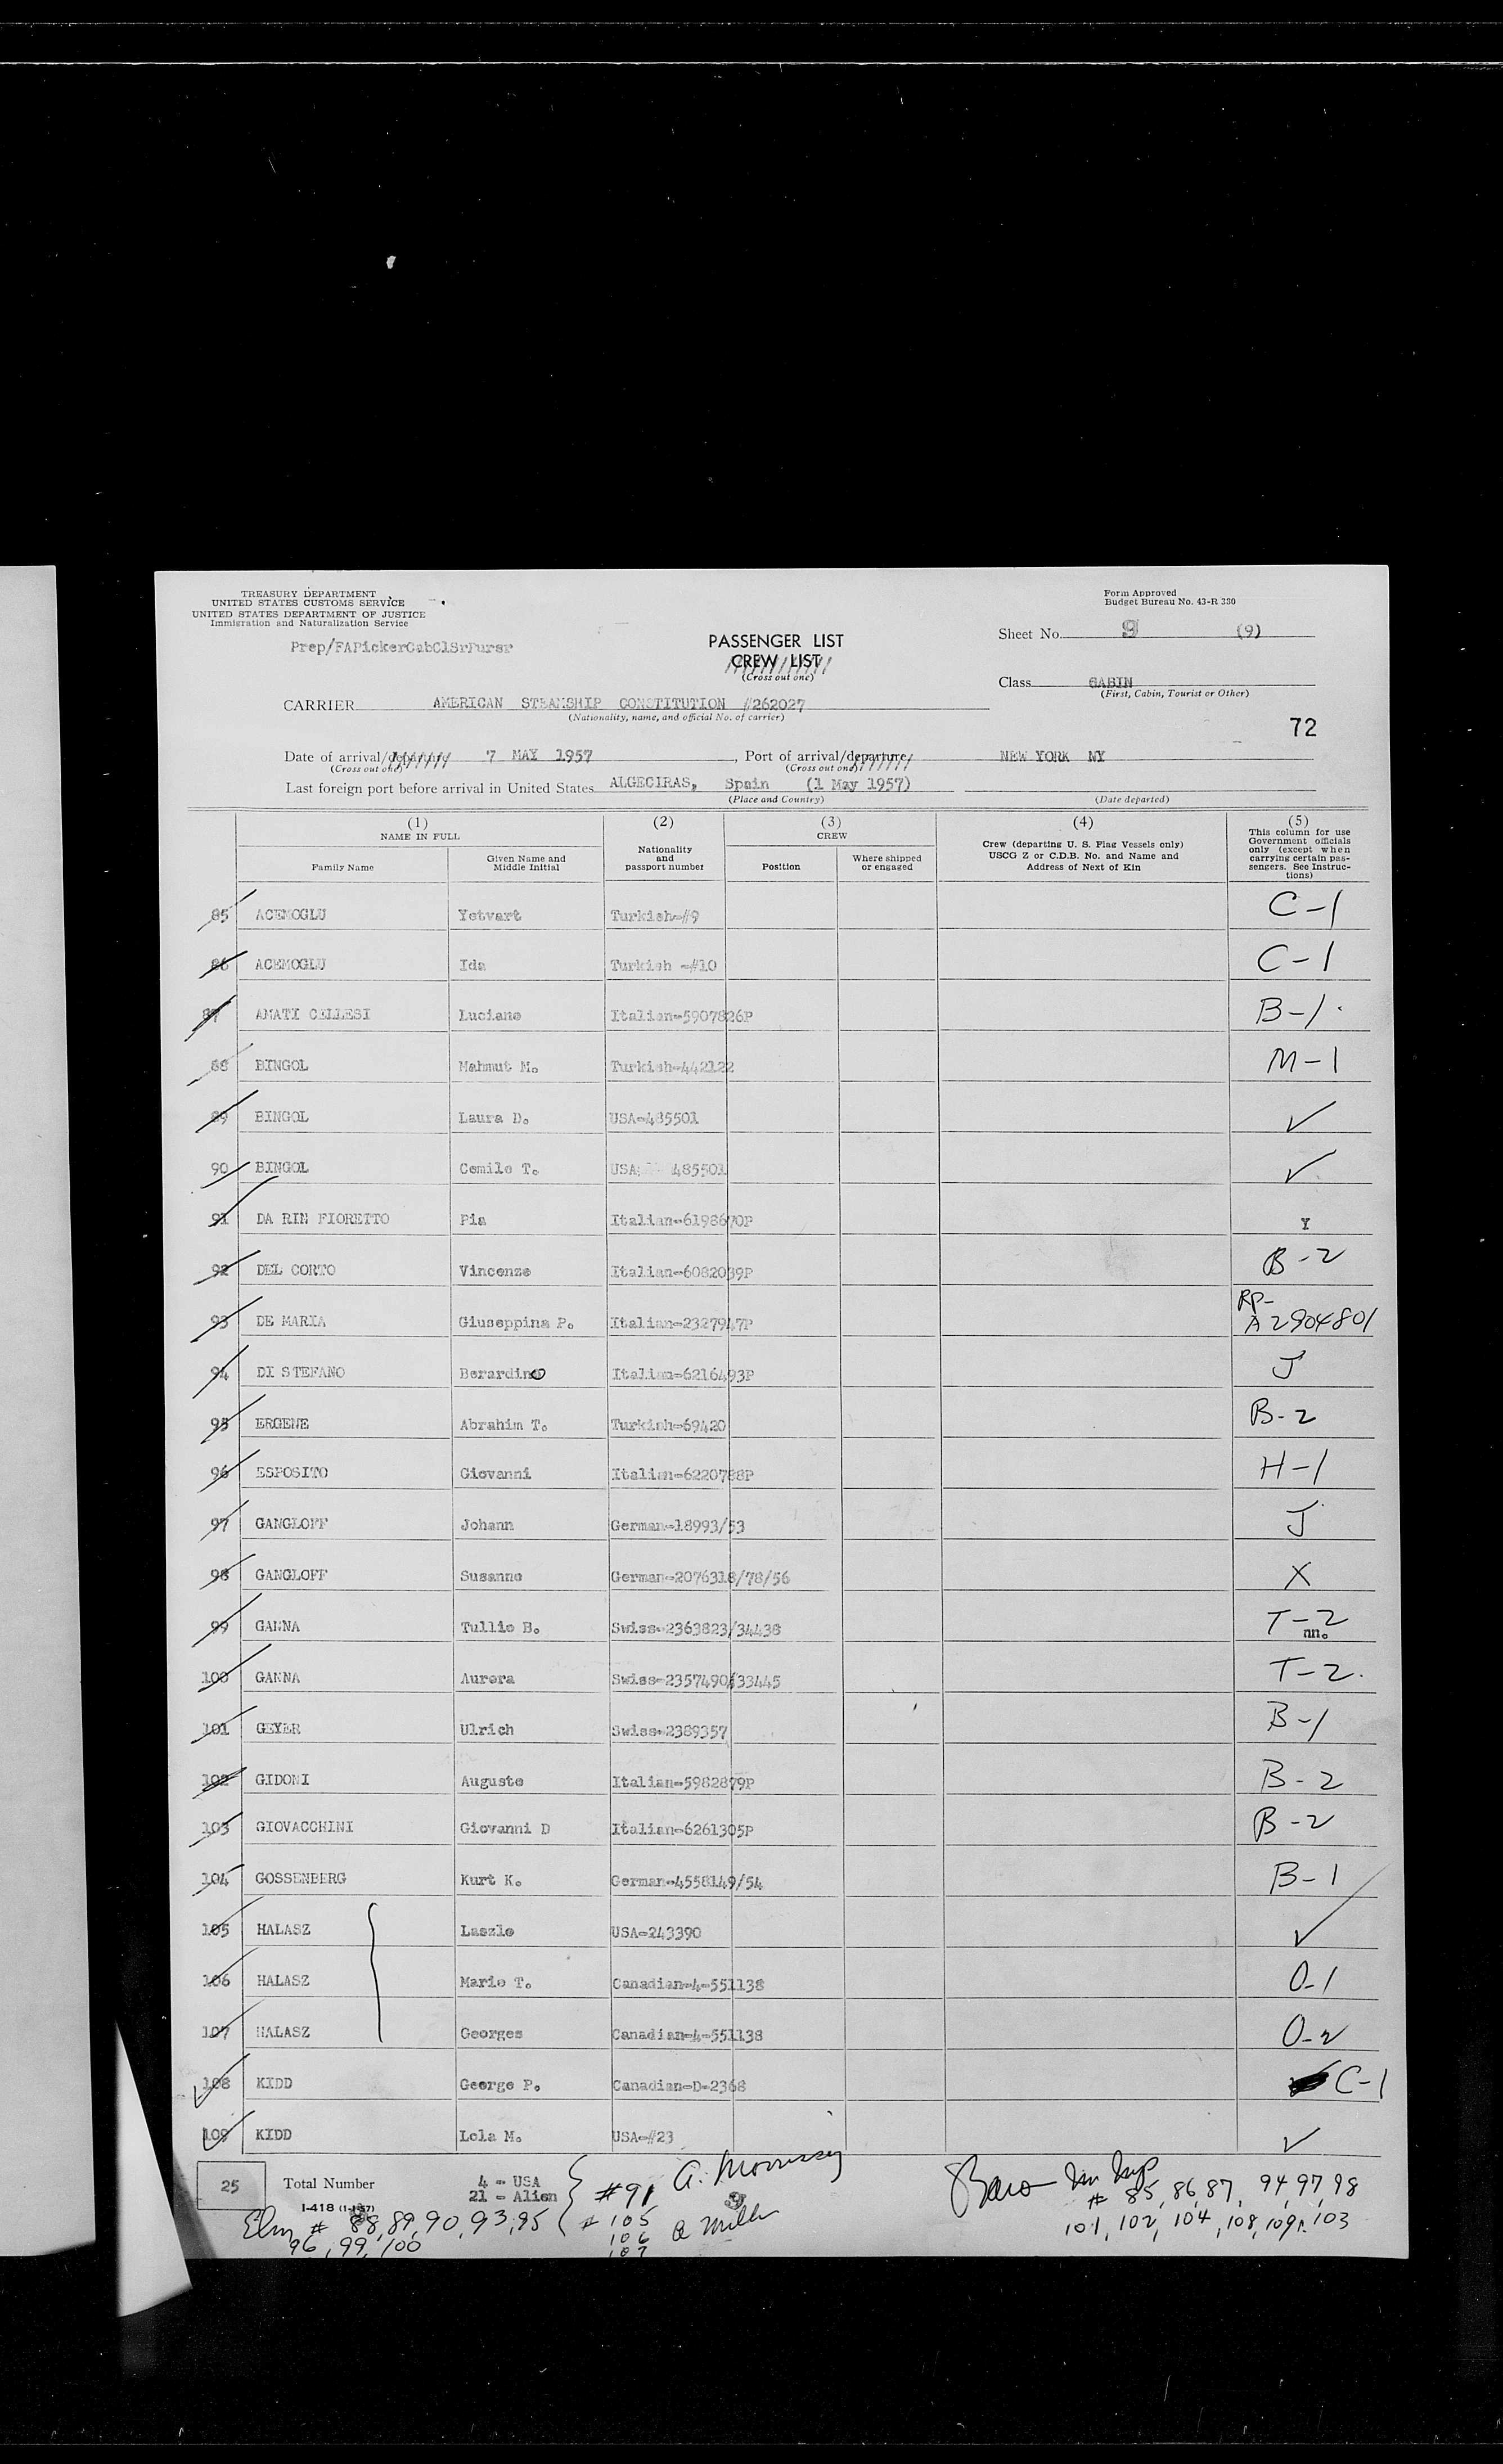 TREASURY DEPARTMENT
UNITED STATES CUSTOMS SERVICE
UNITED STATES DEPARTMENT OF JUSTICE
Immigration and Naturalization Service
Form Approved
Budget Bureau No. 43-R 380
Prep/FAPickerCabClSrPursr
PASSENGER LIST
CREW LIST
(Cross out one)
Sheet No. 9 (9)
Class CABIN
(First, Cabin, Tourist or Other)
CARRIER AMERICAN STEAMSHIP CONSTITUTION #262027
(Nationality, name, and official No. of carrier)
72
Date of arrival/departure 7 MAY 1957, Port of arrival/departure NEW YORK NY
(Cross out one) (Cross out one)
Last foreign port before arrival in United States ALGECIRAS, Spain (1 May 1957)
(Place and Country) (Date departed)
(1) NAME IN FULL
Family Name
Given Name and Middle Initial
(2) Nationality and passport number
(3) CREW
Position
Where shipped or engaged
(4) Crew (departing U. S. Flag Vessels only) USCG Z or C.D.B. No. and Name and Address of Next of Kin
(5) This column for use Government officials only (except when carrying certain passengers. See Instructions)
85 ACEMOGLU Yetvart Turkish-#9 C-1
86 ACEMOGLU Ida Turkish -#10 C-1
87 AMATI CELLESI Luciano Italian-5907826P B-1
88 BINGOL Mahmut M. Turkish-442122 M-1
89 BINGOL Laura D. USA-485501 ✓
90 BINGOL Cemile T. USA 485501 ✓
91 DA RIN FIORETTO Pia Italian-6198670P Y
92 DEL CORTO Vincenzo Italian-6082039P B-2
93 DE MARIA Giuseppina P. Italian-2327947P RP-A2904801
94 DI STEFANO Berardino Italian-6216493P J
95 ERGENE Abrahim T. Turkish-69420 B-2
96 ESPOSITO Giovanni Italian-6220788P H-1
97 GANGLOFF Johann German-18993/53 J
98 GANGLOFF Susanne German-2076318/78/56 X
99 GANNA Tullio B. Swiss-2363823/34438 T-2 nn.
100 GANNA Aurora Swiss-2357490/33445 T-2.
101 GEYER Ulrich Swiss-2389357 B-1
102 GIDONI Auguste Italian-5982879P B-2
103 GIOVACCHINI Giovanni D Italian-6261305P B-2
104 GOSSENBERG Kurt K. German-4558149/54 B-1
105 HALASZ Laszlo USA-243390 ✓
106 HALASZ Marie T. Canadian-4-551138 O-1
107 HALASZ Georges Canadian-4-551138 O-2
108 KIDD George P. Canadian-D-2368 C-1
109 KIDD Lola M. USA-#23 ✓
25 Total Number 4 - USA
21 - Alien
I-418 (1-1-57)
Elm # 88, 89, 90, 93, 95
96, 99, 100
#91 A. Morrissey
9
# 105
106 A Miller
107
# 85, 86, 87, 94, 97, 98
101, 102, 104, 108, 109, 103